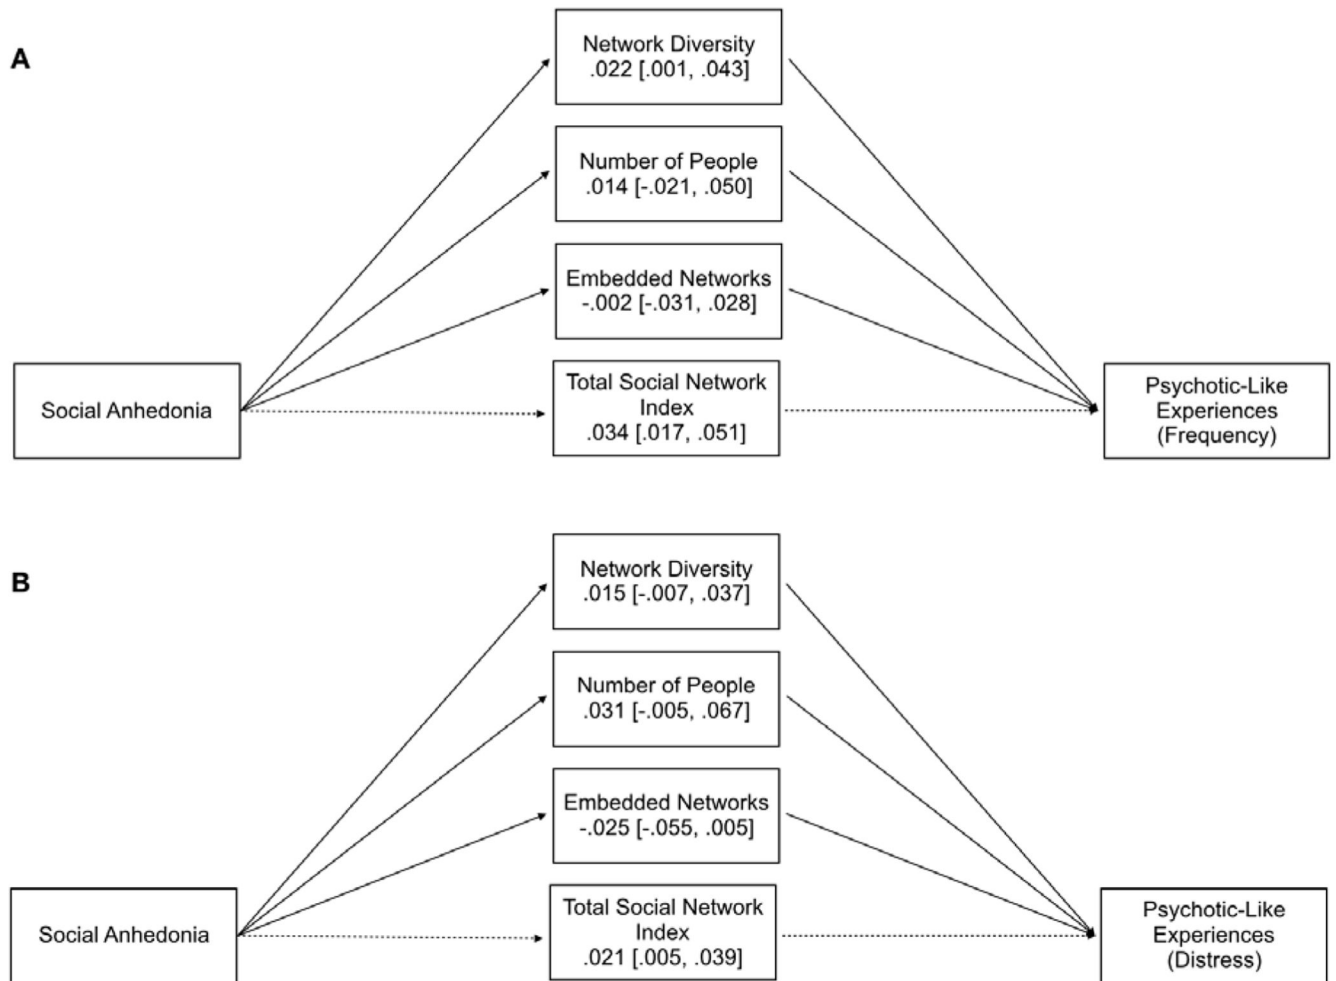 A
Network Diversity
.022 [.001, .043]
Number of People
.014 [-.021, .050]
Embedded Networks
-.002 [-.031, .028]
Social Anhedonia
Total Social Network
Index
.034 [.017, .051]
Psychotic-Like
Experiences
(Frequency)
B
Network Diversity
.015 [-.007, .037]
Number of People
.031 [-.005, .067]
Embedded Networks
-.025 [-.055, .005]
Social Anhedonia
Total Social Network
Index
.021 [.005, .039]
Psychotic-Like
Experiences
(Distress)